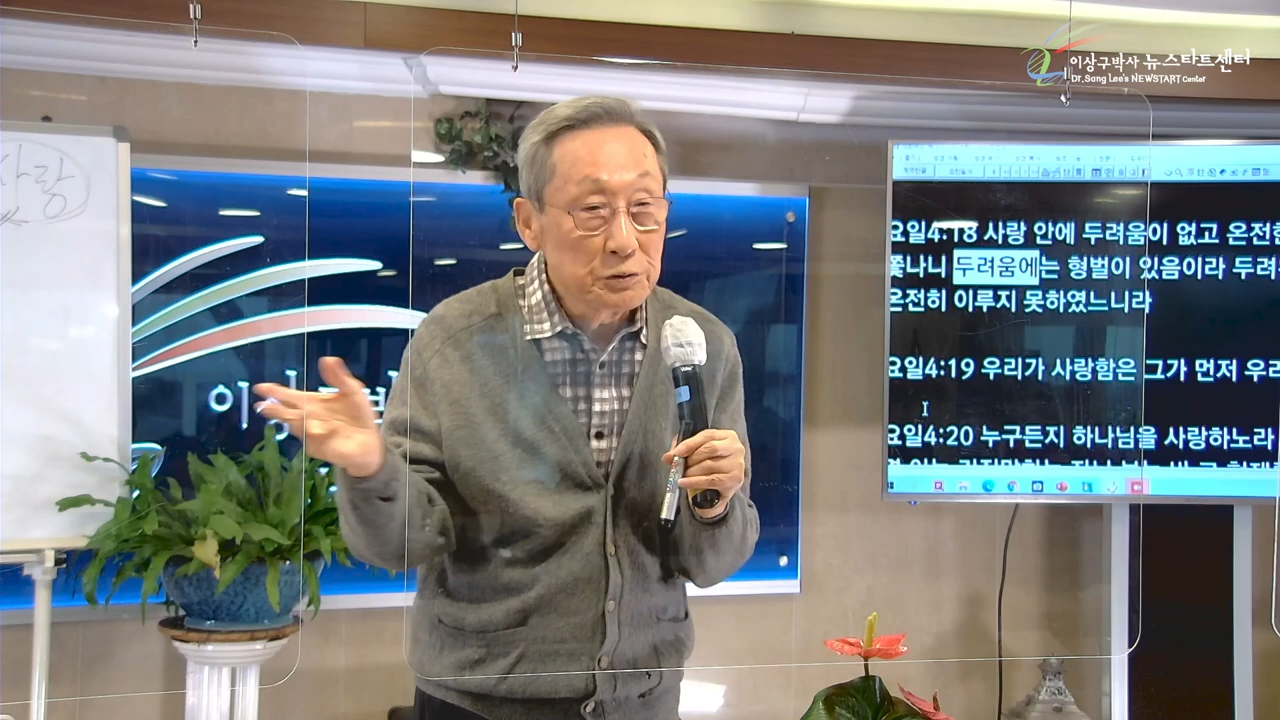 이상구박사 뉴스타트센터
Dr. Sang Lee's NEWSTART Center
사랑
이상구
요일4:18 사랑 안에 두려움이 없고 온전한
쫓나니 두려움에는 형벌이 있음이라 두려
온전히 이루지 못하였느니라
요일4:19 우리가 사랑함은 그가 먼저 우리
요일4:20 누구든지 하나님을 사랑하노라